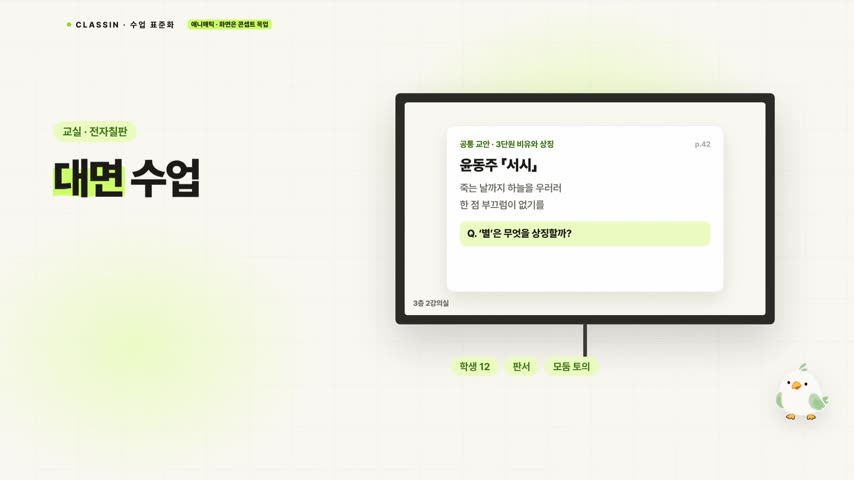 CLASSIN · 수업 표준화
애니매틱 · 화면은 콘셉트 목업
교실 · 전자칠판
대면 수업
공통 교안 · 3단원 비유와 상징
p.42
윤동주 「서시」
죽는 날까지 하늘을 우러러
한 점 부끄럼이 없기를
Q. ‘별’은 무엇을 상징할까?
3층 2강의실
학생 12
판서
모둠 토의